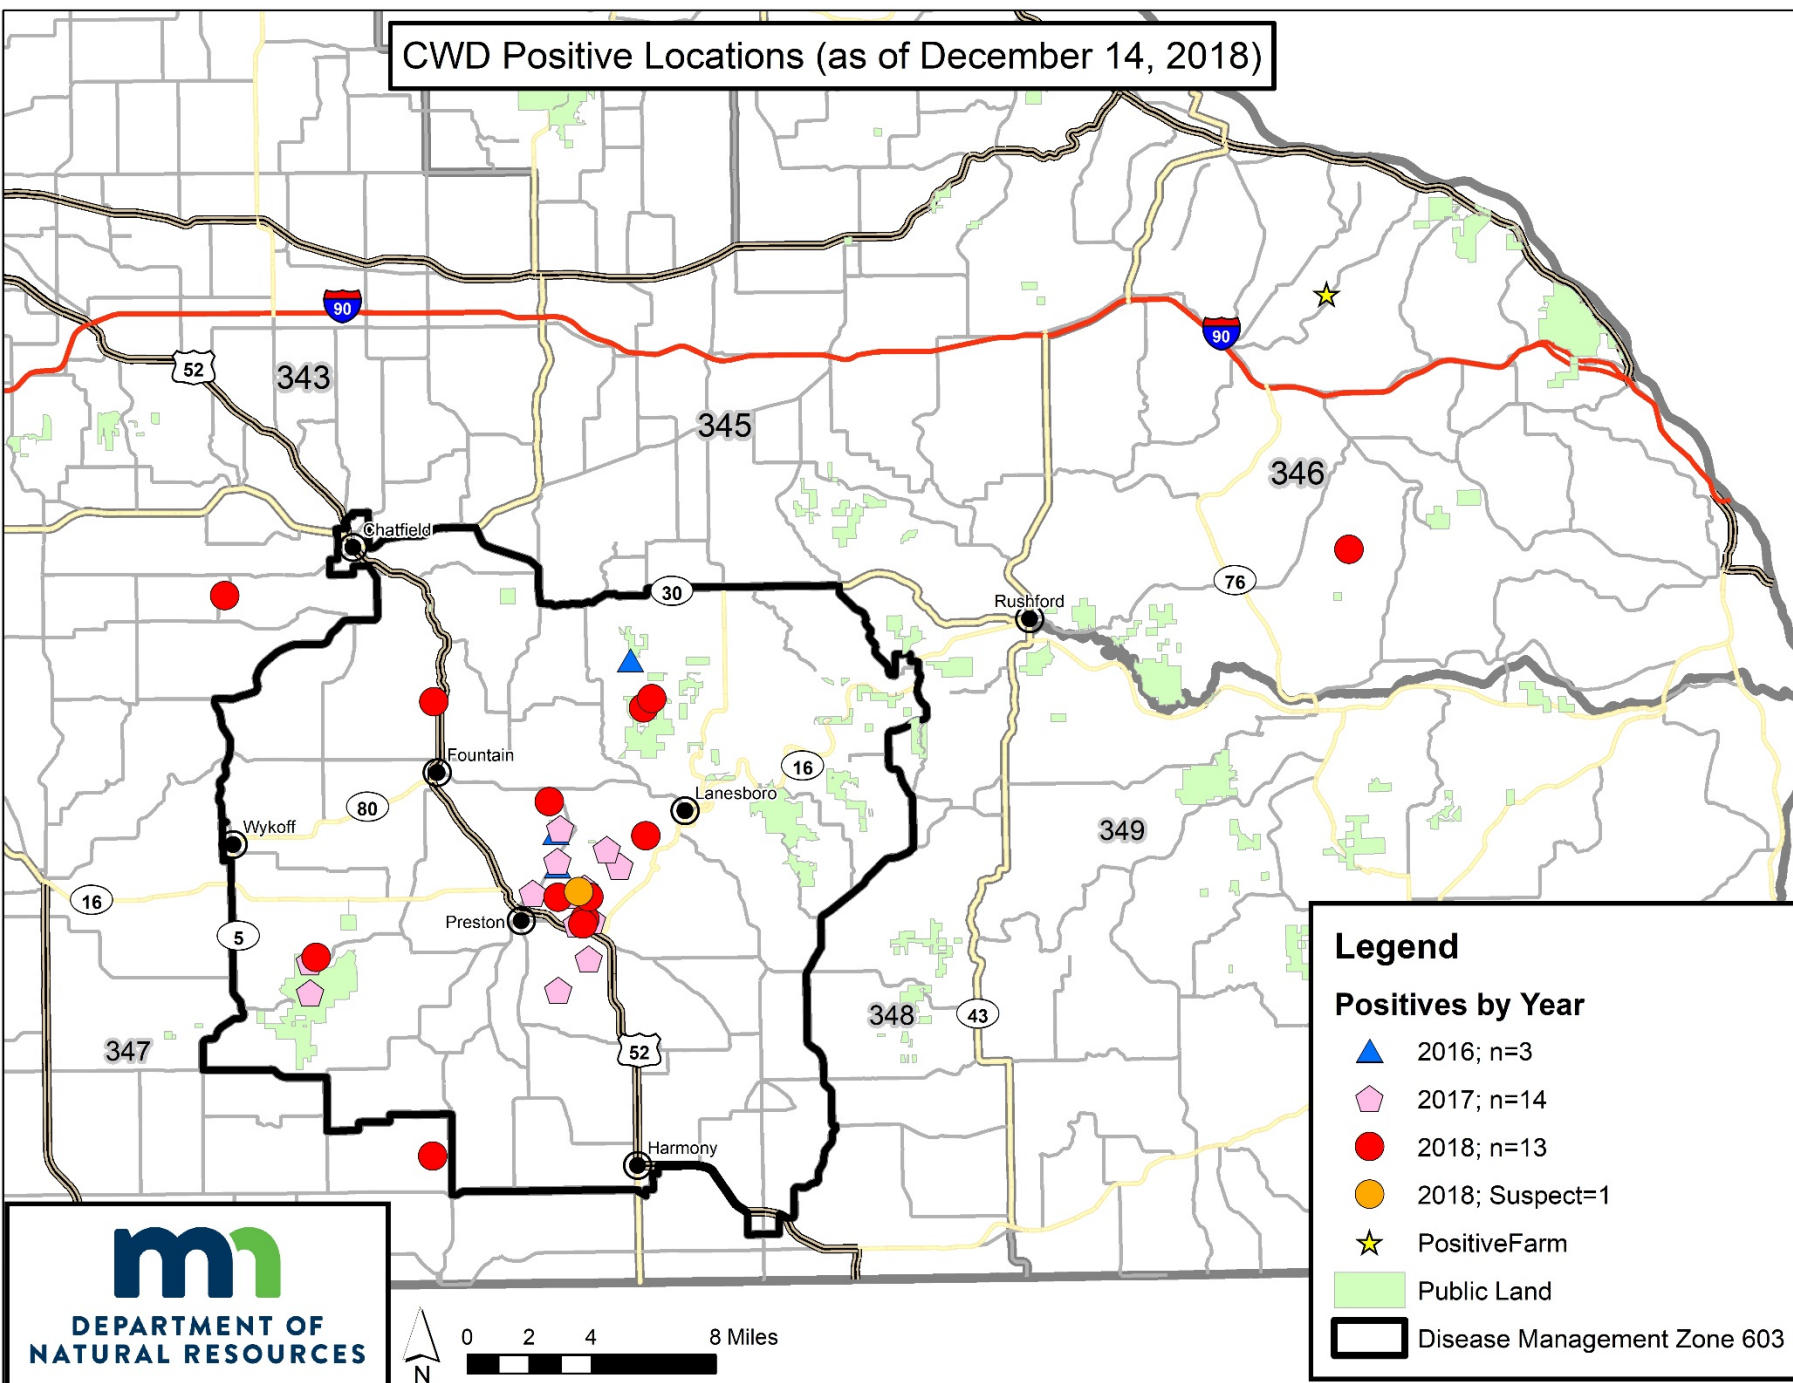 CWD Positive Locations (as of December 14, 2018)
90
90
52
343
345
346
Chatfield
30
76
Rushford
Fountain
16
Lanesboro
80
Wykoff
349
16
Preston
5
348
43
347
52
Harmony
Legend
Positives by Year
2016; n=3
2017; n=14
2018; n=13
2018; Suspect=1
PositiveFarm
Public Land
Disease Management Zone 603
mn
DEPARTMENT OF
NATURAL RESOURCES
N
0 2 4 8 Miles